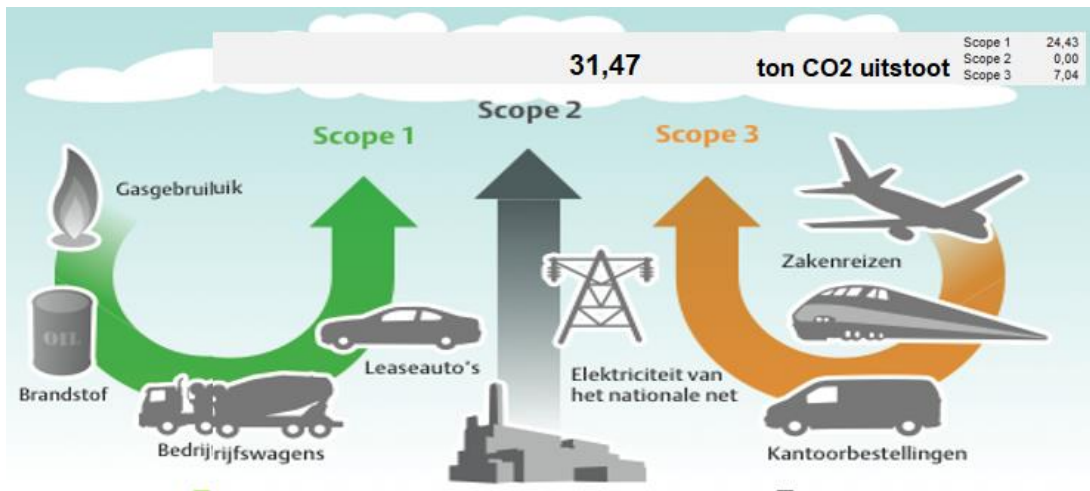 31,47 ton CO2 uitstoot
Scope 1 24,43
Scope 2 0,00
Scope 3 7,04
Scope 1
Scope 2
Scope 3
Gasgebruiluik
Zakenreizen
OIL
Brandstof
Leaseauto's
Elektriciteit van
het nationale net
Bedrijrijfswagens
Kantoorbestellingen